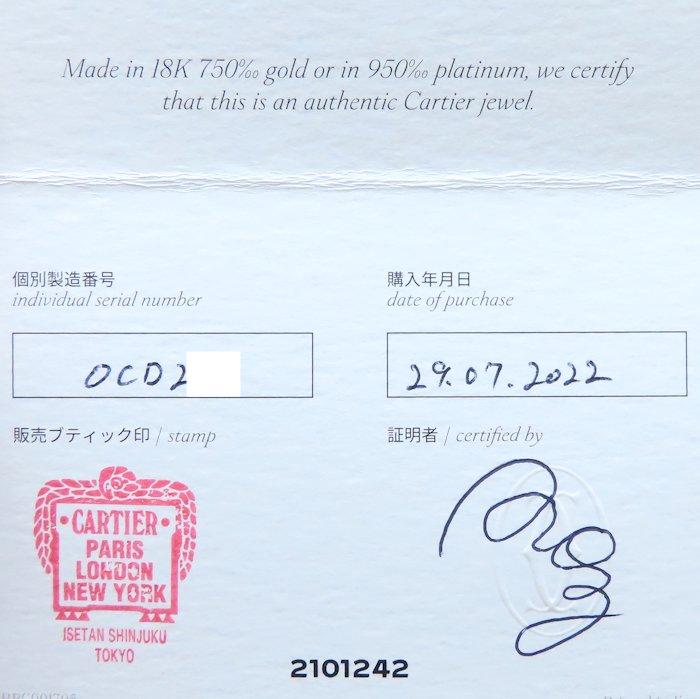 Made in 18K 750‰ gold or in 950‰ platinum, we certify
that this is an authentic Cartier jewel.
個別製造番号
individual serial number
購入年月日
date of purchase
OCD2
29.07.2022
販売ブティック印 / stamp
証明者 / certified by
·CARTIER·
PARIS
LONDON
NEW YORK
ISETAN SHINJUKU
TOKYO
2101242